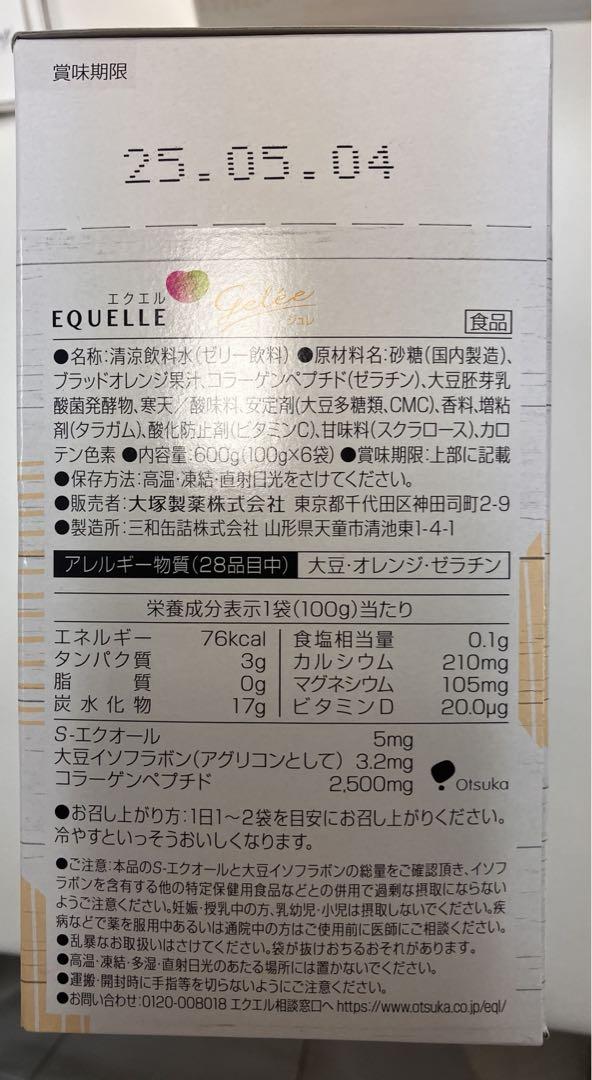 賞味期限
25.05.04
エクエル
EQUELLE
Gelée
ジュレ
食品
●名称:清涼飲料水(ゼリー飲料) ●原材料名:砂糖(国内製造)、
ブラッドオレンジ果汁、コラーゲンペプチド(ゼラチン)、大豆胚芽乳
酸菌発酵物、寒天/酸味料、安定剤(大豆多糖類、CMC)、香料、増粘
剤(タラガム)、酸化防止剤(ビタミンC)、甘味料(スクラロース)、カロ
テン色素 ●内容量:600g(100g×6袋) ●賞味期限:上部に記載
●保存方法:高温・凍結・直射日光をさけてください。
●販売者:大塚製薬株式会社 東京都千代田区神田司町2-9
●製造所:三和缶詰株式会社 山形県天童市清池東1-4-1
アレルギー物質(28品目中) 大豆・オレンジ・ゼラチン
栄養成分表示1袋(100g)当たり
エネルギー 76kcal 食塩相当量 0.1g
タンパク質 3g カルシウム 210mg
脂質 0g マグネシウム 105mg
炭水化物 17g ビタミンD 20.0μg
S-エクオール 5mg
大豆イソフラボン(アグリコンとして) 3.2mg
コラーゲンペプチド 2,500mg
Otsuka
●お召し上がり方:1日1〜2袋を目安にお召し上がりください。
冷やすといっそうおいしくなります。
●ご注意:本品のS-エクオールと大豆イソフラボンの総量をご確認頂き、イソフ
ラボンを含有する他の特定保健用食品などとの併用で過剰な摂取にならない
ようご注意ください。妊娠・授乳中の方、乳幼児・小児は摂取しないでください。疾
病などで薬を服用中あるいは通院中の方はご使用前に医師にご相談ください。
●乱暴なお取扱いはさけてください。袋が抜けおちるおそれがあります。
●高温・凍結・多湿・直射日光のあたる場所には置かないでください。
●運搬・開封時に手指等を切らないようにご注意ください。
●お問い合わせ:0120-008018 エクエル相談窓口へ https://www.otsuka.co.jp/eql/